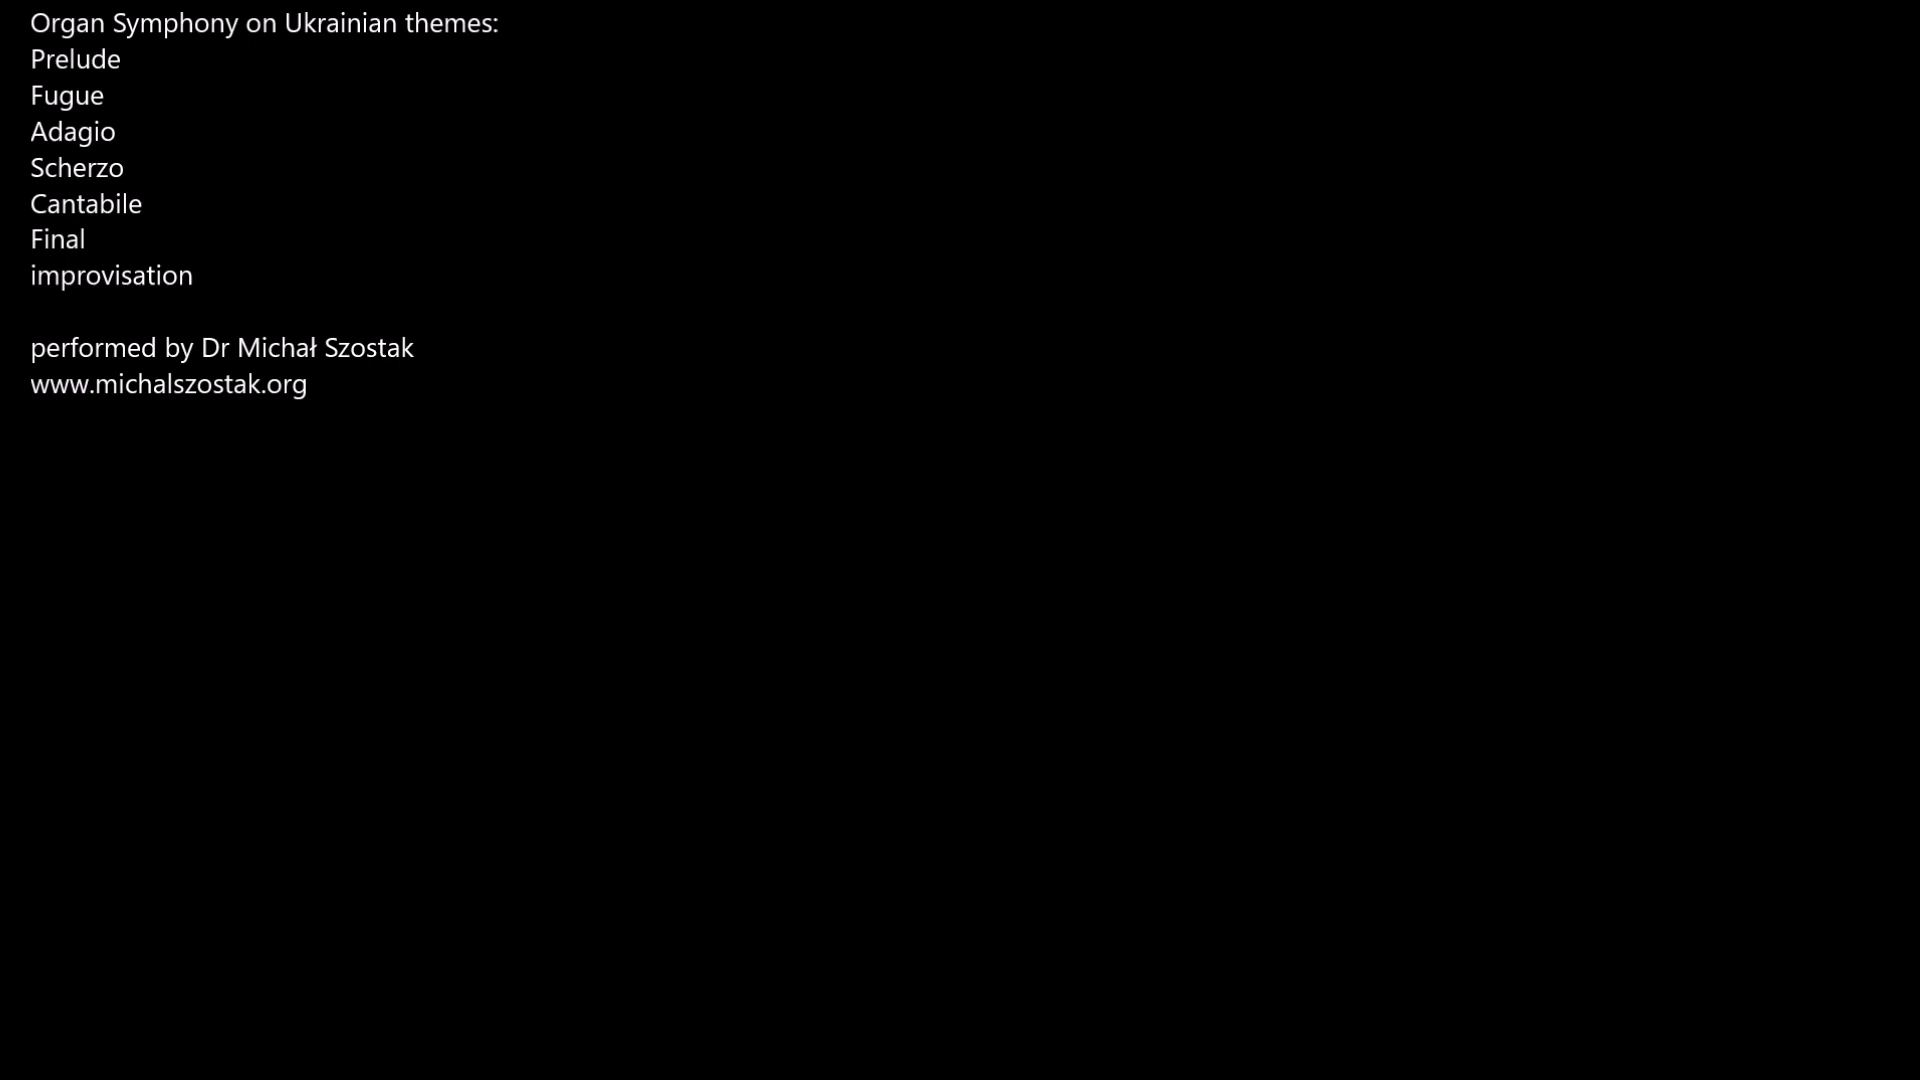 Organ Symphony on Ukrainian themes:
Prelude
Fugue
Adagio
Scherzo
Cantabile
Final
improvisation
performed by Dr Michał Szostak
www.michalszostak.org